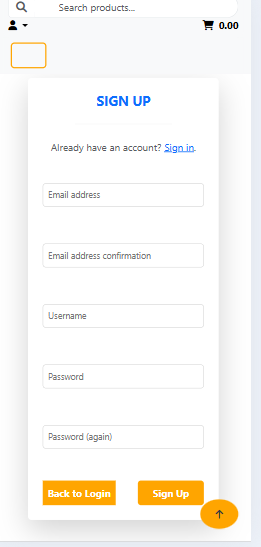 Search products...
0.00
SIGN UP
Already have an account? Sign in.
Email address
Email address confirmation
Username
Password
Password (again)
Back to Login
Sign Up